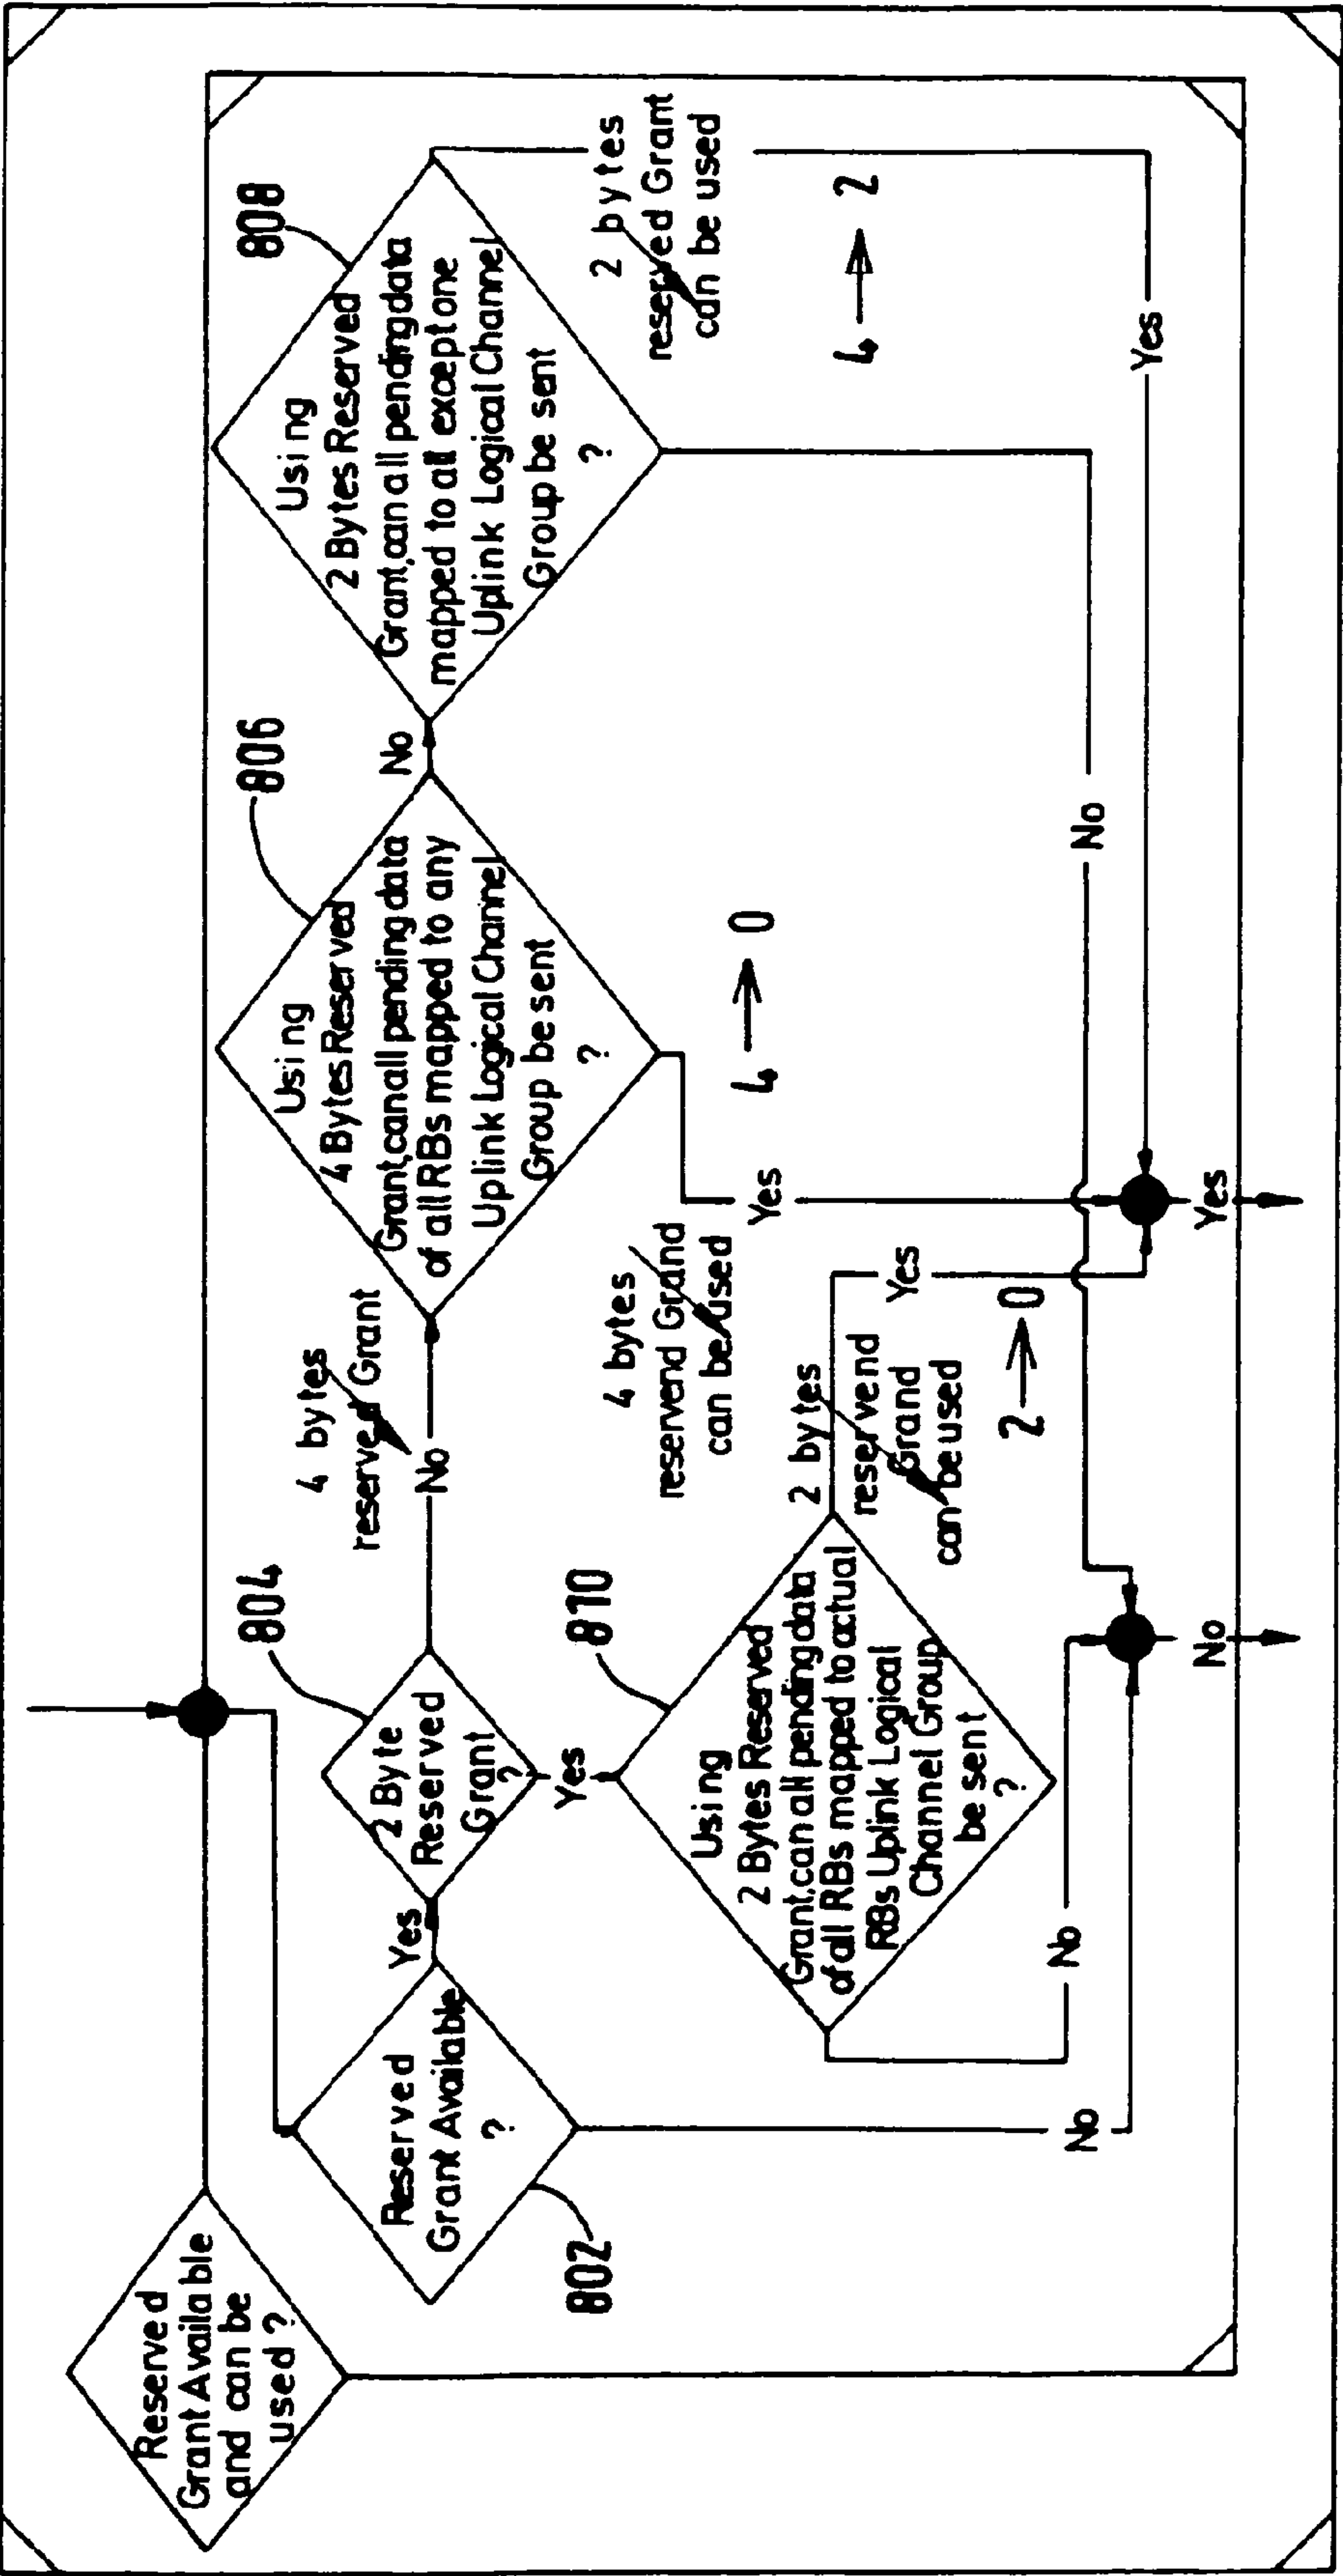 Reserved
Grant Available
and can be
used ?
802
Reserved
Grant Available
?
Yes
No
804
2 Byte
Reserved
Grant
?
Yes
No
4 bytes
reserved Grant
806
Using
4 Bytes Reserved
Grant,can all pending data
of all RBs mapped to any
Uplink Logical Channel
Group be sent
?
No
Yes
4 bytes
reservend Grand
can be used
4 → 0
808
Using
2 Bytes Reserved
Grant,can all pending data
mapped to all except one
Uplink Logical Channel
Group be sent
?
2 bytes
reserved Grant
can be used
4 → 2
Yes
No
810
Using
2 Bytes Reserved
Grant,can all pending data
of all RBs mapped to actual
RBs Uplink Logical
Channel Group
be sent
?
No
2 bytes
reservend
Grand
can be used
Yes
2 → 0
No
Yes